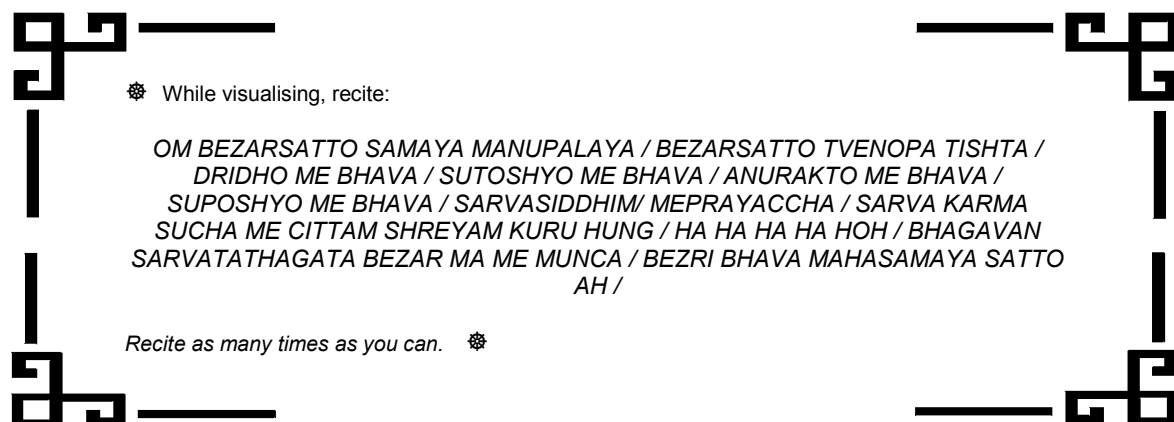 ☸ While visualising, recite:
OM BEZARSATTO SAMAYA MANUPALAYA / BEZARSATTO TVENOPA TISHTA /
DRIDHO ME BHAVA / SUTOSHYO ME BHAVA / ANURAKTO ME BHAVA /
SUPOSHYO ME BHAVA / SARVASIDDHIM/ MEPRAYACCHA / SARVA KARMA
SUCHA ME CITTAM SHREYAM KURU HUNG / HA HA HA HA HOH / BHAGAVAN
SARVATATHAGATA BEZAR MA ME MUNCA / BEZRI BHAVA MAHASAMAYA SATTO
AH /
Recite as many times as you can. ☸